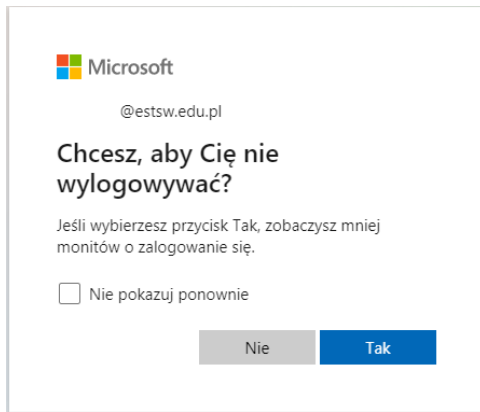 Microsoft
@estsw.edu.pl
Chcesz, aby Cię nie
wylogowywać?
Jeśli wybierzesz przycisk Tak, zobaczysz mniej
monitów o zalogowanie się.
Nie pokazuj ponownie
Nie
Tak